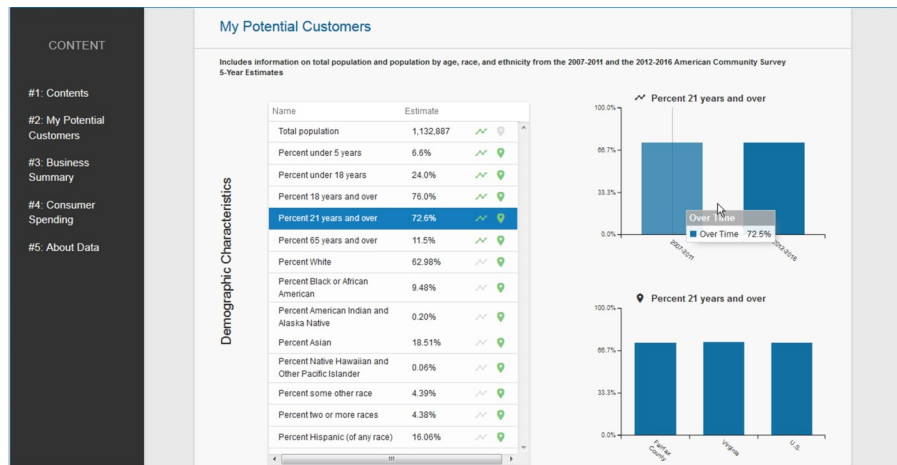 CONTENT
#1: Contents
#2: My Potential
Customers
#3: Business
Summary
#4: Consumer
Spending
#5: About Data
My Potential Customers
Includes information on total population and population by age, race, and ethnicity from the 2007-2011 and the 2012-2016 American Community Survey
5-Year Estimates
Demographic Characteristics
Name Estimate
Total population 1,132,887
Percent under 5 years 6.6%
Percent under 18 years 24.0%
Percent 18 years and over 76.0%
Percent 21 years and over 72.6%
Percent 65 years and over 11.5%
Percent White 62.98%
Percent Black or African
American 9.48%
Percent American Indian and
Alaska Native 0.20%
Percent Asian 18.51%
Percent Native Hawaiian and
Other Pacific Islander 0.06%
Percent some other race 4.39%
Percent two or more races 4.38%
Percent Hispanic (of any race) 16.06%
Percent 21 years and over
100.0%
66.7%
33.3%
0.0%
Over Time
Over Time 72.5%
2007-2011
2012-2016
Percent 21 years and over
100.0%
66.7%
33.3%
0.0%
Fairfax
County
Virginia
U.S.